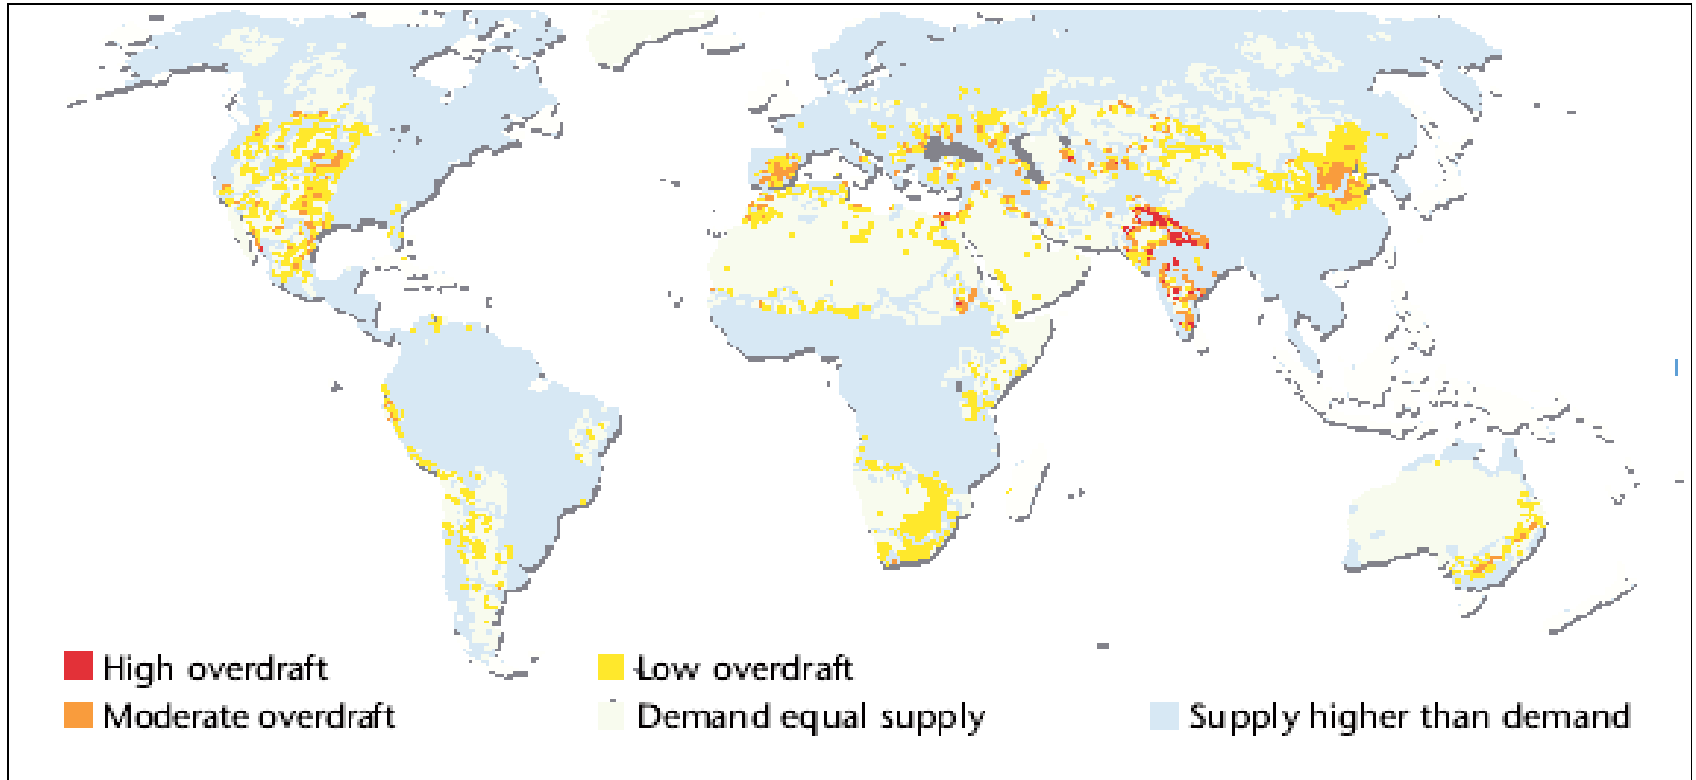 High overdraft
Low overdraft
Moderate overdraft
Demand equal supply
Supply higher than demand